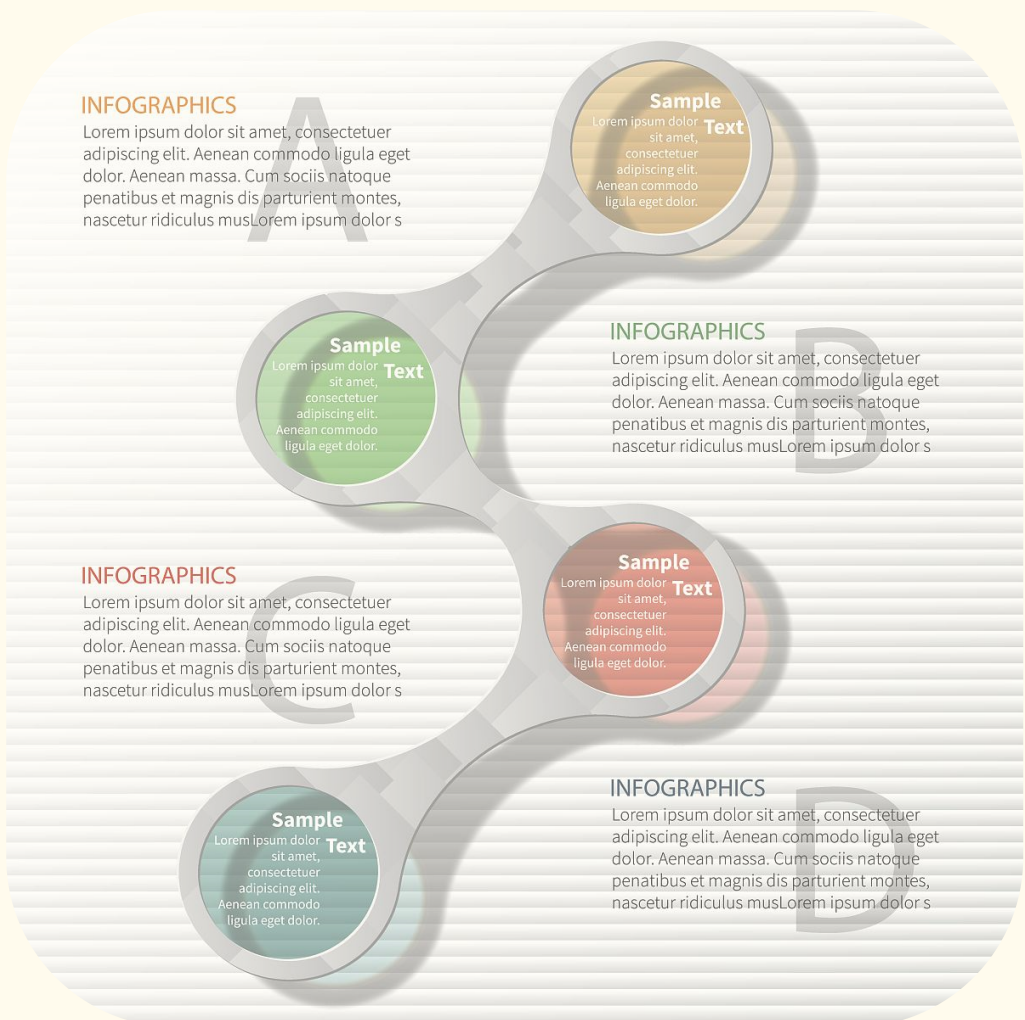 INFOGRAPHICS
A
Lorem ipsum dolor sit amet, consectetuer
adipiscing elit. Aenean commodo ligula eget
dolor. Aenean massa. Cum sociis natoque
penatibus et magnis dis parturient montes,
nascetur ridiculus musLorem ipsum dolor s
Sample
Text
Lorem ipsum dolor
sit amet,
consectetuer
adipiscing elit.
Aenean commodo
ligula eget dolor.
Sample
Text
Lorem ipsum dolor
sit amet,
consectetuer
adipiscing elit.
Aenean commodo
ligula eget dolor.
INFOGRAPHICS
B
Lorem ipsum dolor sit amet, consectetuer
adipiscing elit. Aenean commodo ligula eget
dolor. Aenean massa. Cum sociis natoque
penatibus et magnis dis parturient montes,
nascetur ridiculus musLorem ipsum dolor s
INFOGRAPHICS
C
Lorem ipsum dolor sit amet, consectetuer
adipiscing elit. Aenean commodo ligula eget
dolor. Aenean massa. Cum sociis natoque
penatibus et magnis dis parturient montes,
nascetur ridiculus musLorem ipsum dolor s
Sample
Text
Lorem ipsum dolor
sit amet,
consectetuer
adipiscing elit.
Aenean commodo
ligula eget dolor.
Sample
Text
Lorem ipsum dolor
sit amet,
consectetuer
adipiscing elit.
Aenean commodo
ligula eget dolor.
INFOGRAPHICS
D
Lorem ipsum dolor sit amet, consectetuer
adipiscing elit. Aenean commodo ligula eget
dolor. Aenean massa. Cum sociis natoque
penatibus et magnis dis parturient montes,
nascetur ridiculus musLorem ipsum dolor s